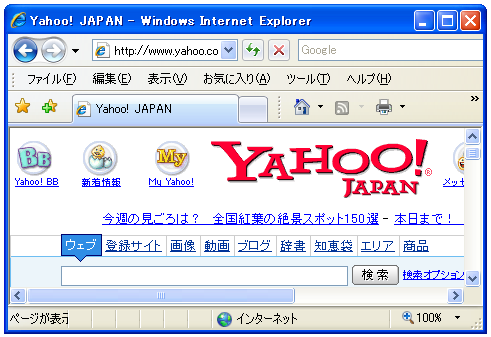 Yahoo! JAPAN - Windows Internet Explorer
http://www.yahoo.co
Google
ファイル(F) 編集(E) 表示(V) お気に入り(A) ツール(T) ヘルプ(H)
Yahoo! JAPAN
BB My YAHOO! JAPAN ®
Yahoo! BB 新着情報 My Yahoo! メッセ
今週の見ごろは? 全国紅葉の絶景スポット150選 - 本日まで!
ウェブ 登録サイト 画像 動画 ブログ 辞書 知恵袋 エリア 商品
検索 検索オプション
ページが表示 インターネット 100%